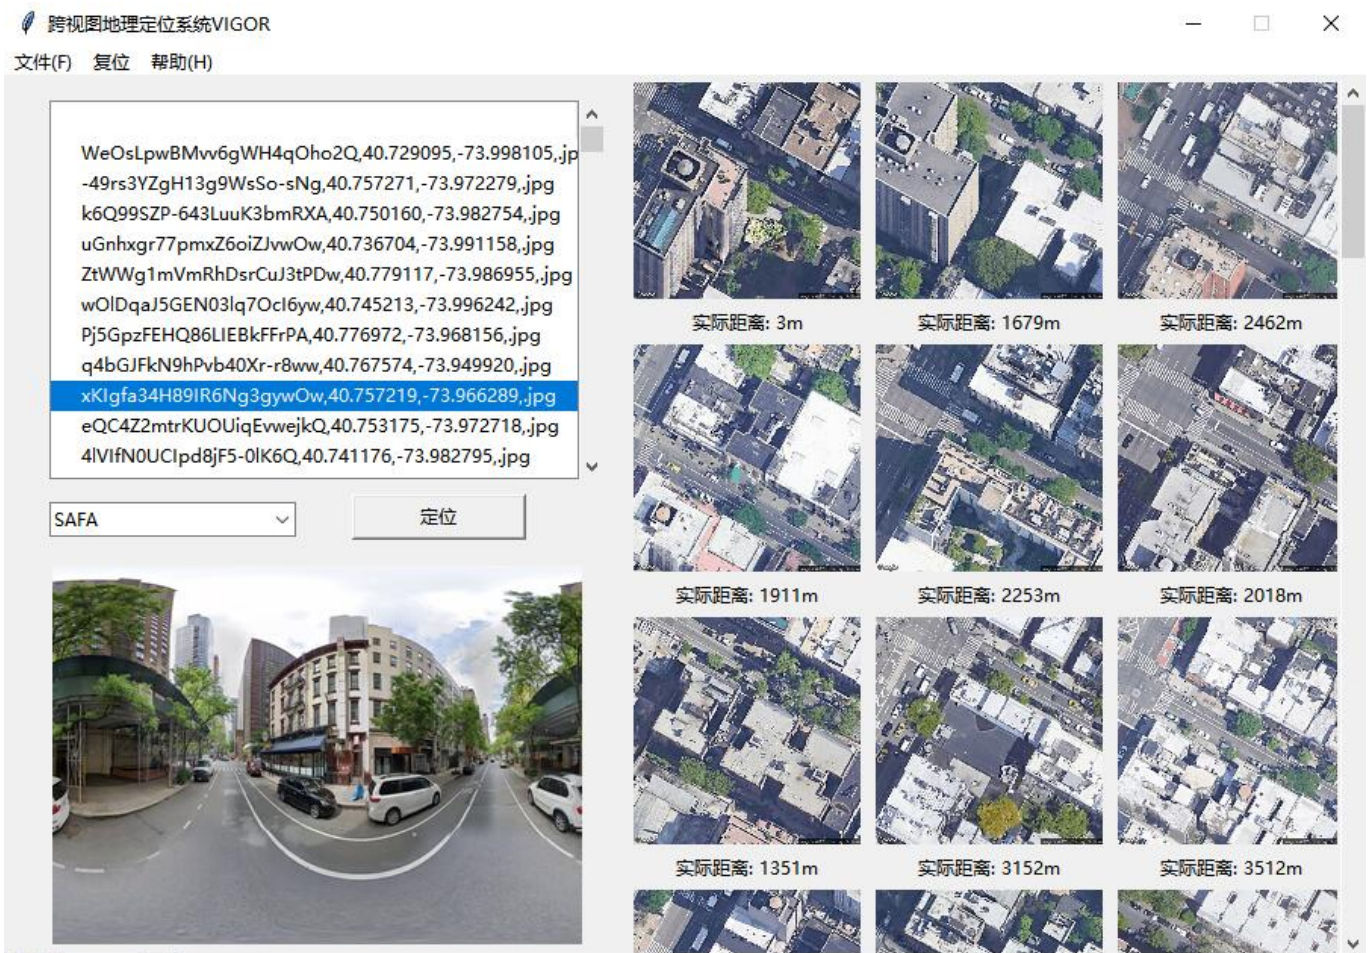 跨视图地理定位系统VIGOR
文件(F) 复位 帮助(H)
WeOsLpwBMvv6gWH4qOho2Q,40.729095,-73.998105,.jp
-49rs3YZgH13g9WsSo-sNg,40.757271,-73.972279,.jpg
k6Q99SZP-643LuuK3bmRXA,40.750160,-73.982754,.jpg
uGnhxgr77pmxZ6oiZJvwOw,40.736704,-73.991158,.jpg
ZtWWg1mVmRhDsrCuJ3tPDw,40.779117,-73.986955,.jpg
wOlDqaJ5GEN03lq7OcI6yw,40.745213,-73.996242,.jpg
Pj5GpzFEHQ86LIEBkFFrPA,40.776972,-73.968156,.jpg
q4bGJFkN9hPvb40Xr-r8ww,40.767574,-73.949920,.jpg
xKIgfa34H89IR6Ng3gywOw,40.757219,-73.966289,.jpg
eQC4Z2mtrKUOUiqEvwejkQ,40.753175,-73.972718,.jpg
4lVIfN0UCIpd8jF5-0lK6Q,40.741176,-73.982795,.jpg
SAFA
定位
实际距离: 3m
实际距离: 1679m
实际距离: 2462m
实际距离: 1911m
实际距离: 2253m
实际距离: 2018m
实际距离: 1351m
实际距离: 3152m
实际距离: 3512m